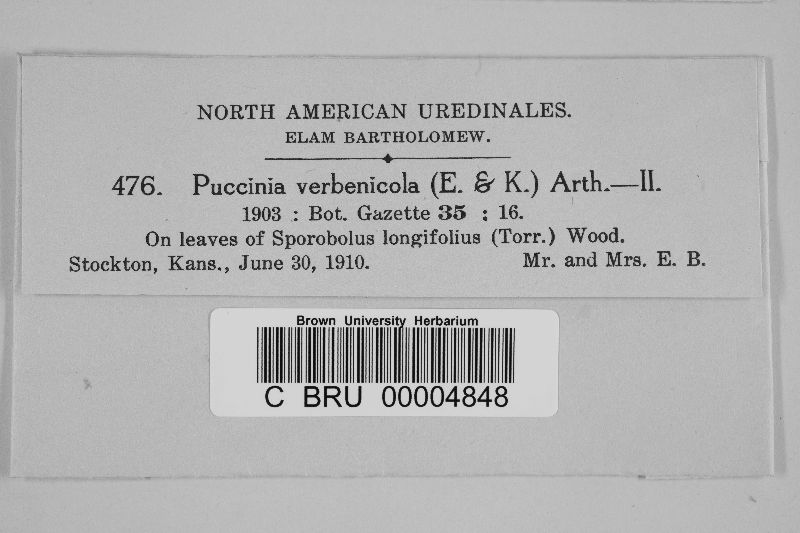 NORTH AMERICAN UREDINALES.
ELAM BARTHOLOMEW.
476. Puccinia verbenicola (E. & K.) Arth.—II.
1903 : Bot. Gazette 35 : 16.
On leaves of Sporobolus longifolius (Torr.) Wood.
Stockton, Kans., June 30, 1910. Mr. and Mrs. E. B.
Brown University Herbarium
C BRU 00004848